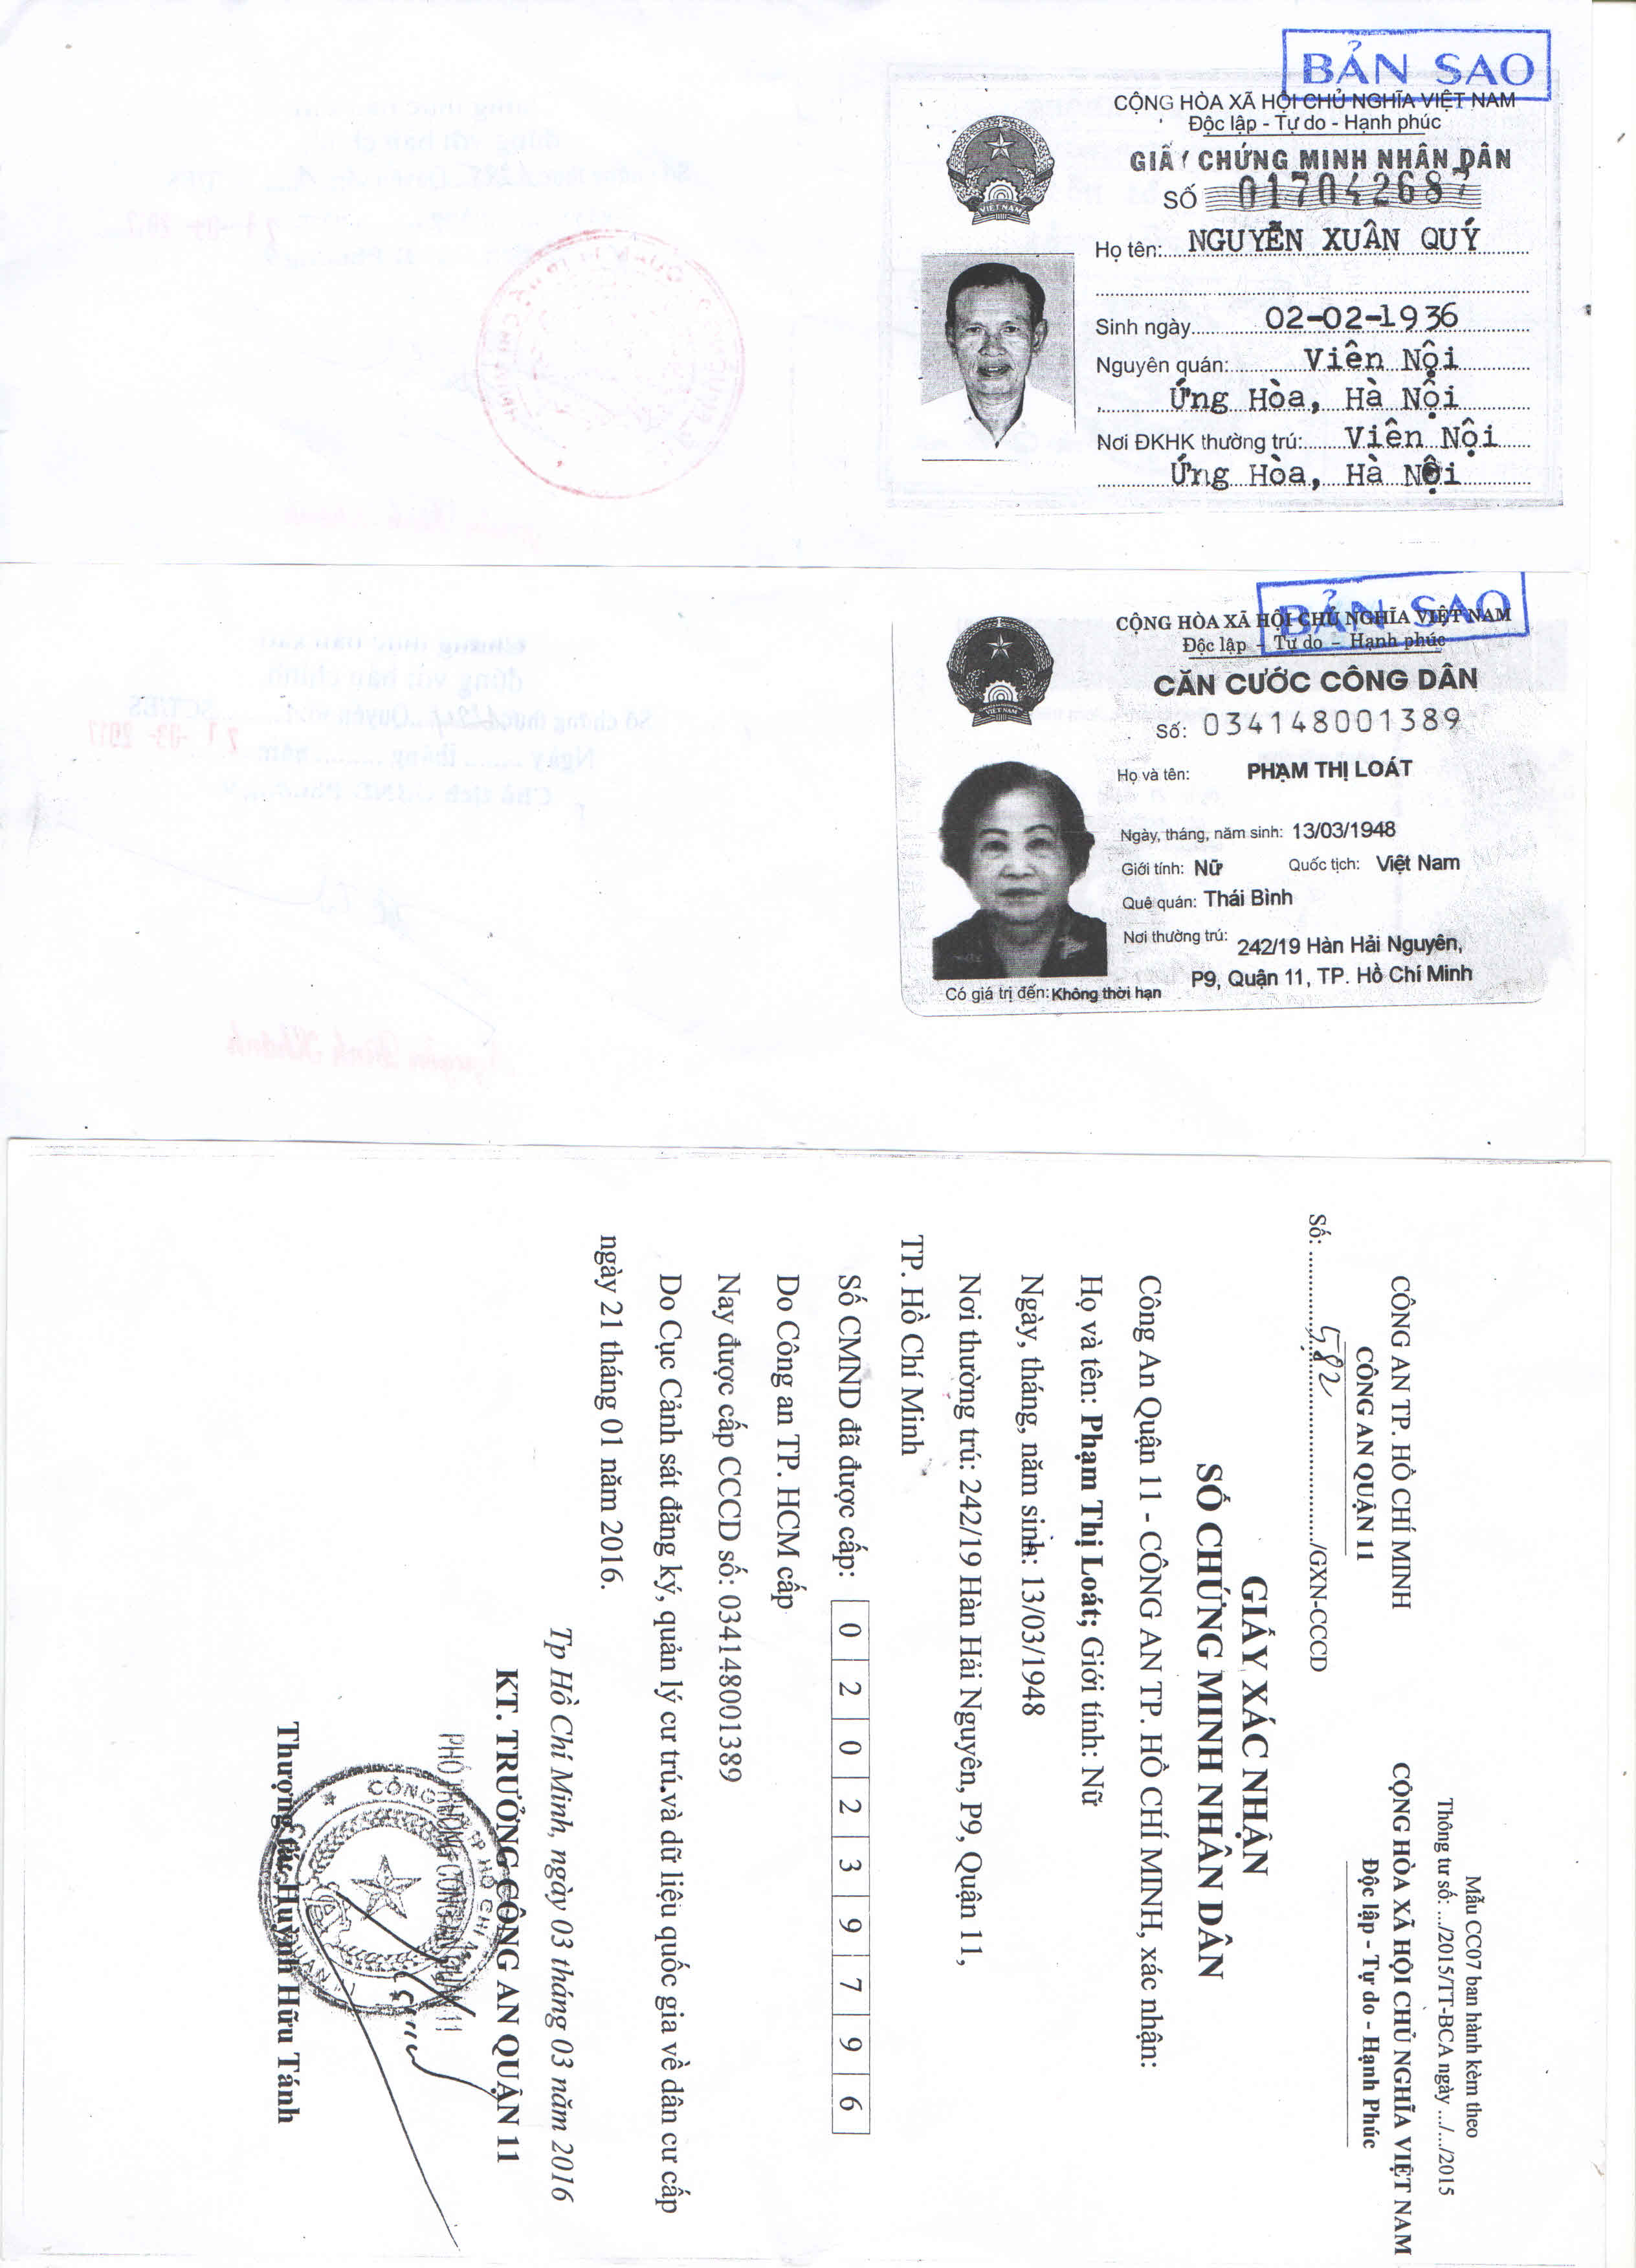 BẢN SAO
CỘNG HÒA XÃ HỘI CHỦ NGHĨA VIỆT NAM
Độc lập - Tự do - Hạnh phúc
GIẤY CHỨNG MINH NHÂN DÂN
SỐ 017042687
VIỆT NAM
Họ tên: NGUYỄN XUÂN QUÝ
Sinh ngày 02-02-1936
Nguyên quán: Viên Nội
Ứng Hòa, Hà Nội
Nơi ĐKHK thường trú: Viên Nội
Ứng Hòa, Hà Nội
BẢN SAO
CỘNG HÒA XÃ HỘI CHỦ NGHĨA VIỆT NAM
Độc lập - Tự do - Hạnh phúc
CĂN CƯỚC CÔNG DÂN
Số: 034148001389
VIỆT NAM
Họ và tên: PHẠM THỊ LOÁT
Ngày, tháng, năm sinh: 13/03/1948
Giới tính: Nữ Quốc tịch: Việt Nam
Quê quán: Thái Bình
Nơi thường trú: 242/19 Hàn Hải Nguyên,
P9, Quận 11, TP. Hồ Chí Minh
Có giá trị đến: Không thời hạn
Mẫu CC07 ban hành kèm theo
Thông tư số: .../2015/TT-BCA ngày .../.../2015
CÔNG AN TP. HỒ CHÍ MINH
CÔNG AN QUẬN 11
CỘNG HÒA XÃ HỘI CHỦ NGHĨA VIỆT NAM
Độc lập - Tự do - Hạnh Phúc
Số: 582 /GXN-CCCD
GIẤY XÁC NHẬN
SỐ CHỨNG MINH NHÂN DÂN
Công An Quận 11 - CÔNG AN TP. HỒ CHÍ MINH, xác nhận:
Họ và tên: Phạm Thị Loát; Giới tính: Nữ
Ngày, tháng, năm sinh: 13/03/1948
Nơi thường trú: 242/19 Hàn Hải Nguyên, P9, Quận 11,
TP. Hồ Chí Minh
Số CMND đã được cấp: 0 2 0 2 3 9 7 9 6
Do Công an TP. HCM cấp
Nay được cấp CCCD số: 034148001389
Do Cục Cảnh sát đăng ký, quản lý cư trú và dữ liệu quốc gia về dân cư cấp
ngày 21 tháng 01 năm 2016.
Tp Hồ Chí Minh, ngày 03 tháng 03 năm 2016
KT. TRƯỞNG CÔNG AN QUẬN 11
PHÓ TRƯỞNG CÔNG AN QUẬN 11
Thượng tá: Huỳnh Hữu Tánh